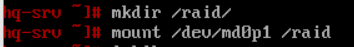 hq-srv ~]# mkdir /raid/
hq-srv ~]# mount /dev/md0p1 /raid